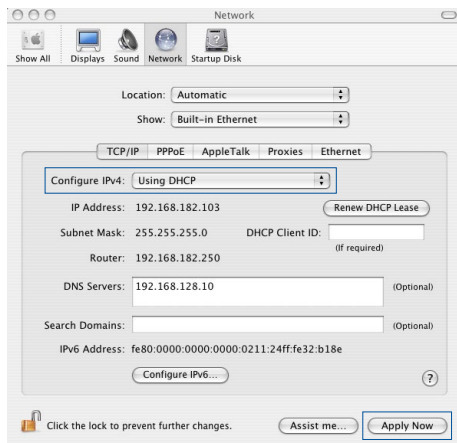 Network
Show All Displays Sound Network Startup Disk
Location: Automatic
Show: Built-in Ethernet
TCP/IP PPPoE AppleTalk Proxies Ethernet
Configure IPv4: Using DHCP
IP Address: 192.168.182.103 Renew DHCP Lease
Subnet Mask: 255.255.255.0 DHCP Client ID:
(If required)
Router: 192.168.182.250
DNS Servers: 192.168.128.10 (Optional)
Search Domains: (Optional)
IPv6 Address: fe80:0000:0000:0000:0211:24ff:fe32:b18e
Configure IPv6... ?
Click the lock to prevent further changes. Assist me... Apply Now